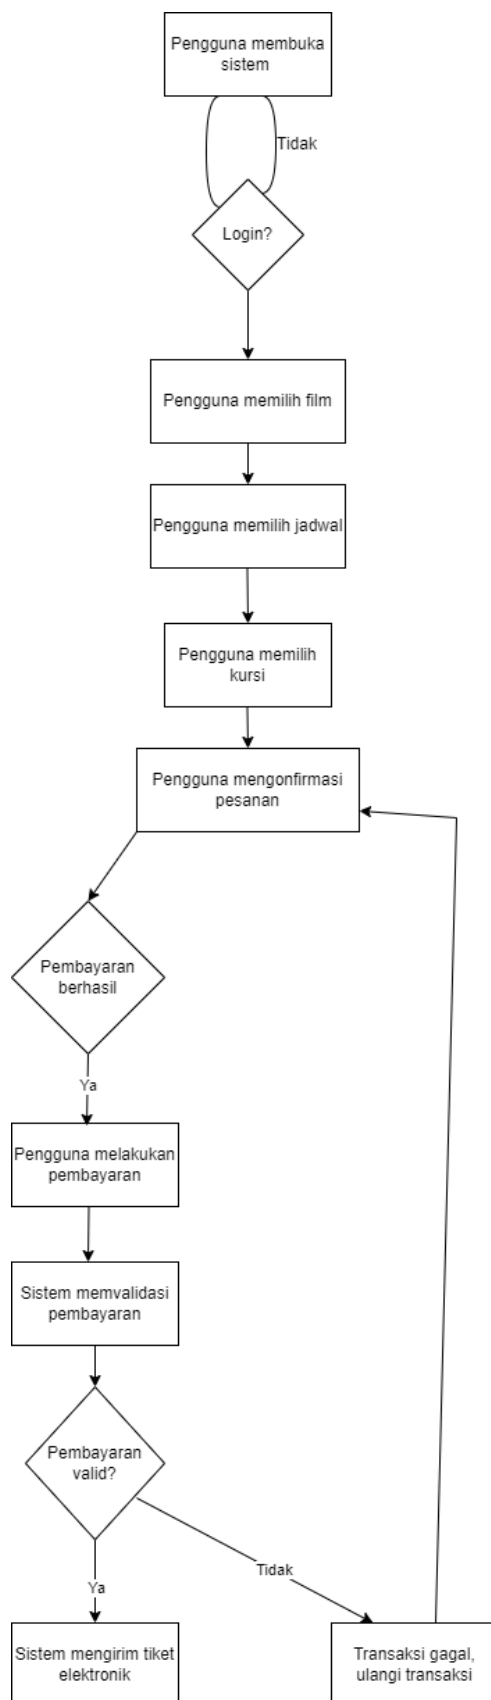 Pengguna membuka
sistem
Tidak
Login?
Pengguna memilih film
Pengguna memilih jadwal
Pengguna memilih
kursi
Pengguna mengonfirmasi
pesanan
Pembayaran
berhasil
Ya
Pengguna melakukan
pembayaran
Sistem memvalidasi
pembayaran
Pembayaran
valid?
Tidak
Ya
Sistem mengirim tiket
elektronik
Transaksi gagal,
ulangi transaksi